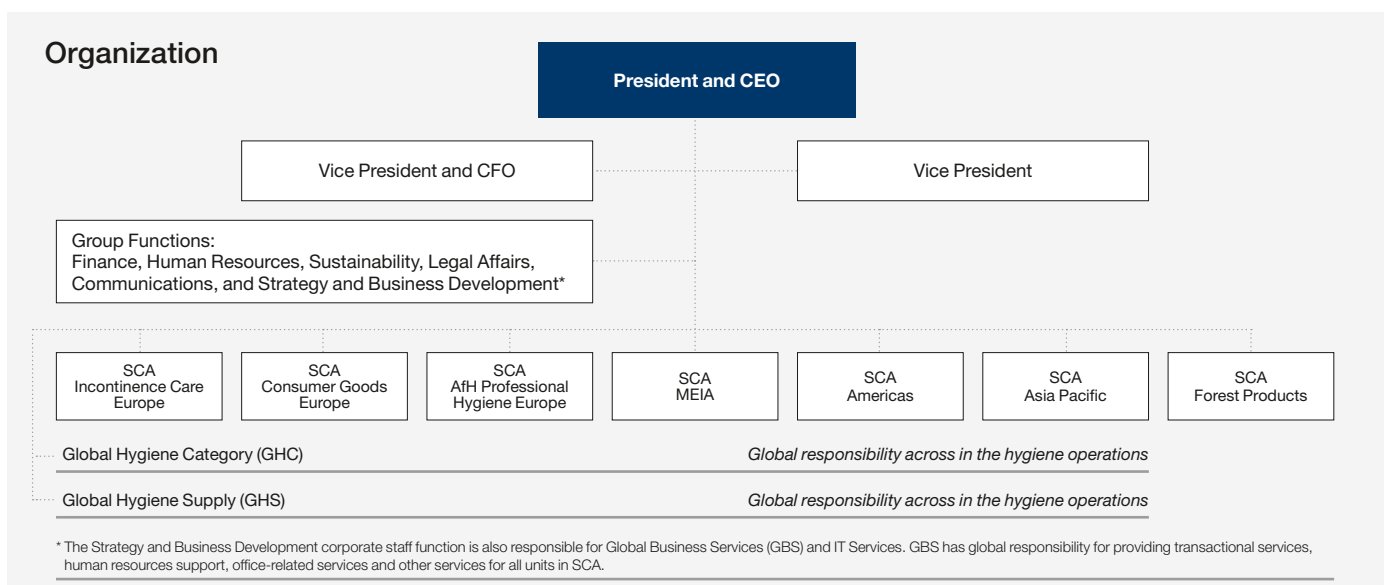 Organization
President and CEO
Vice President and CFO
Vice President
Group Functions:
Finance, Human Resources, Sustainability, Legal Affairs,
Communications, and Strategy and Business Development*
SCA
Incontinence Care
Europe
SCA
Consumer Goods
Europe
SCA
AfH Professional
Hygiene Europe
SCA
MEIA
SCA
Americas
SCA
Asia Pacific
SCA
Forest Products
Global Hygiene Category (GHC)
Global responsibility across in the hygiene operations
Global Hygiene Supply (GHS)
Global responsibility across in the hygiene operations
* The Strategy and Business Development corporate staff function is also responsible for Global Business Services (GBS) and IT Services. GBS has global responsibility for providing transactional services,
human resources support, office-related services and other services for all units in SCA.